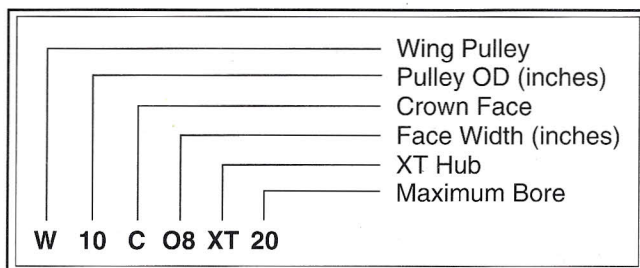 Wing Pulley
Pulley OD (inches)
Crown Face
Face Width (inches)
XT Hub
Maximum Bore
W 10 C O8 XT 20